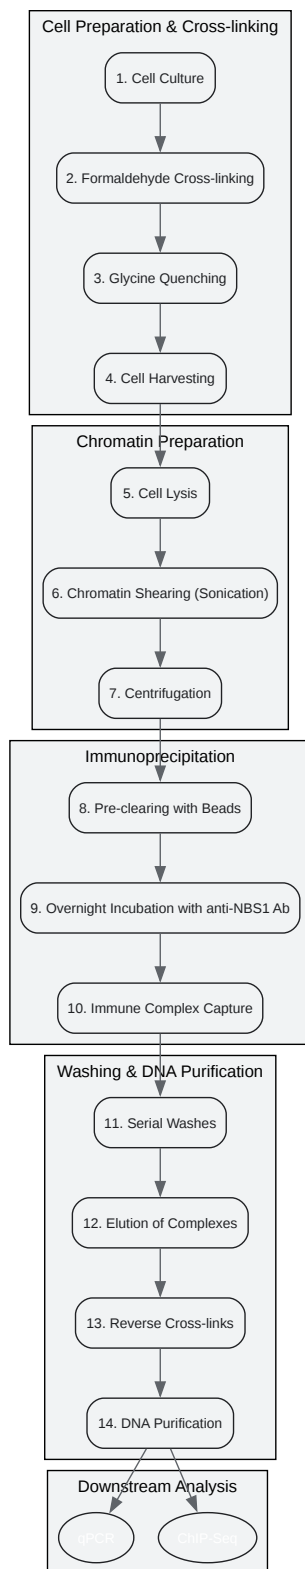 Cell Preparation & Cross-linking
1. Cell Culture
2. Formaldehyde Cross-linking
3. Glycine Quenching
4. Cell Harvesting
Chromatin Preparation
5. Cell Lysis
6. Chromatin Shearing (Sonication)
7. Centrifugation
Immunoprecipitation
8. Pre-clearing with Beads
9. Overnight Incubation with anti-NBS1 Ab
10. Immune Complex Capture
Washing & DNA Purification
11. Serial Washes
12. Elution of Complexes
13. Reverse Cross-links
14. DNA Purification
Downstream Analysis
qPCR
ChIP-Seq